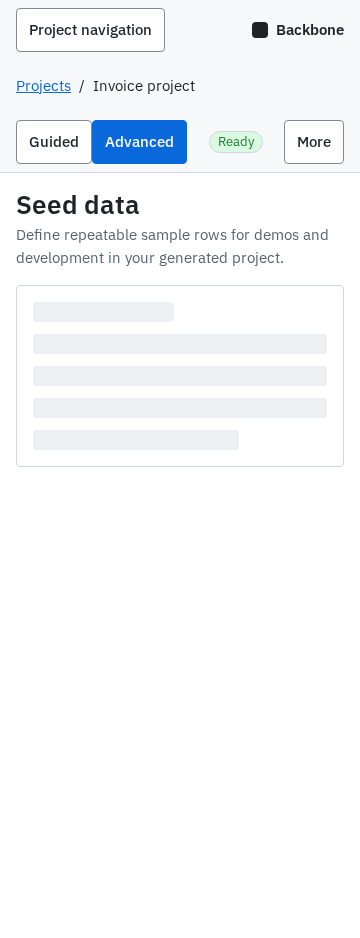 Project navigation
Backbone
Projects / Invoice project
Guided
Advanced
Ready
More
Seed data
Define repeatable sample rows for demos and
development in your generated project.